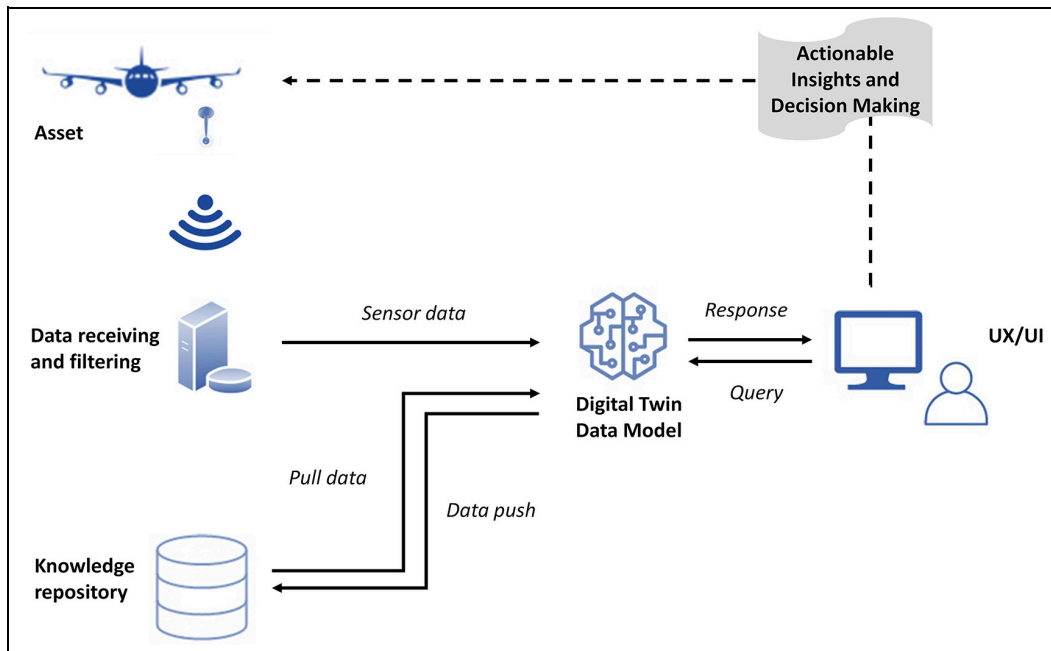 Actionable
Insights and
Decision Making
Asset
Data receiving
and filtering
Sensor data
Response
UX/UI
Query
Digital Twin
Data Model
Pull data
Data push
Knowledge
repository